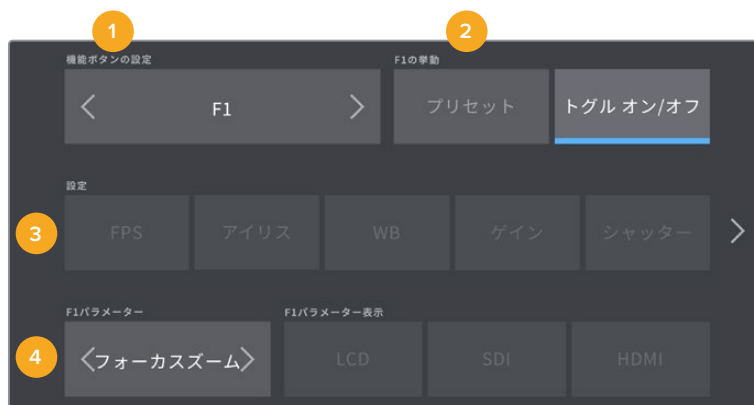 1
2
機能ボタンの設定
F1の挙動
F1
プリセット
トグル オン/オフ
設定
3
FPS
アイリス
WB
ゲイン
シャッター
F1パラメーター
F1パラメーター表示
4
フォーカスズーム
LCD
SDI
HDMI